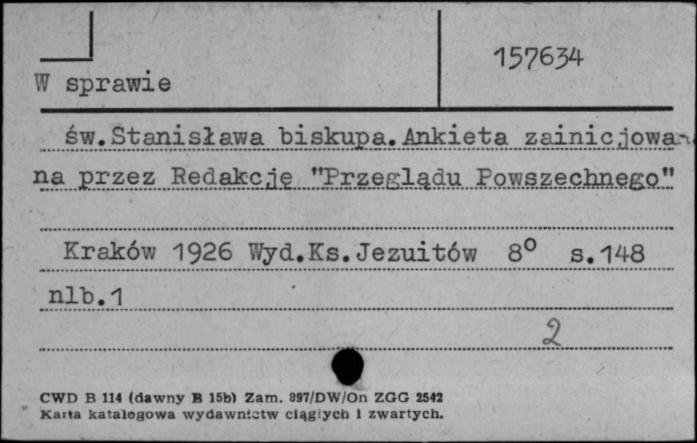 157634
W sprawie
św.Stanisława biskupa.Ankieta zainicjowa-
na przez Redakcję "Przeglądu Powszechnego"
Kraków 1926 Wyd.Ks.Jezuitów 8° s.148
nlb.1
2
CWD B 114 (dawny B 15b) Zam. 897/DW/On ZGG 2542
Karta katalogowa wydawnictw ciągłych i zwartych.